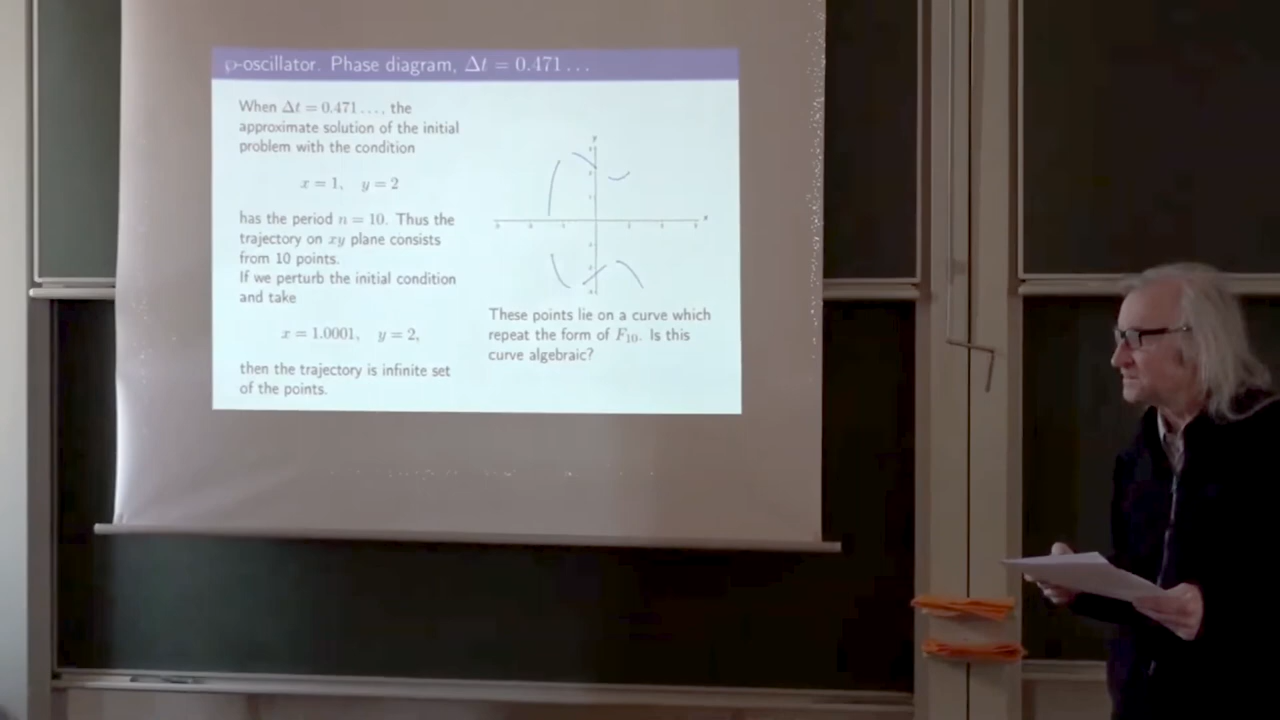 ℘-oscillator. Phase diagram, Δt = 0.471...
When Δt = 0.471..., the
approximate solution of the initial
problem with the condition
x = 1, y = 2
has the period n = 10. Thus the
trajectory on xy plane consists
from 10 points.
If we perturb the initial condition
and take
x = 1.0001, y = 2,
then the trajectory is infinite set
of the points.
These points lie on a curve which
repeat the form of F₁₀. Is this
curve algebraic?